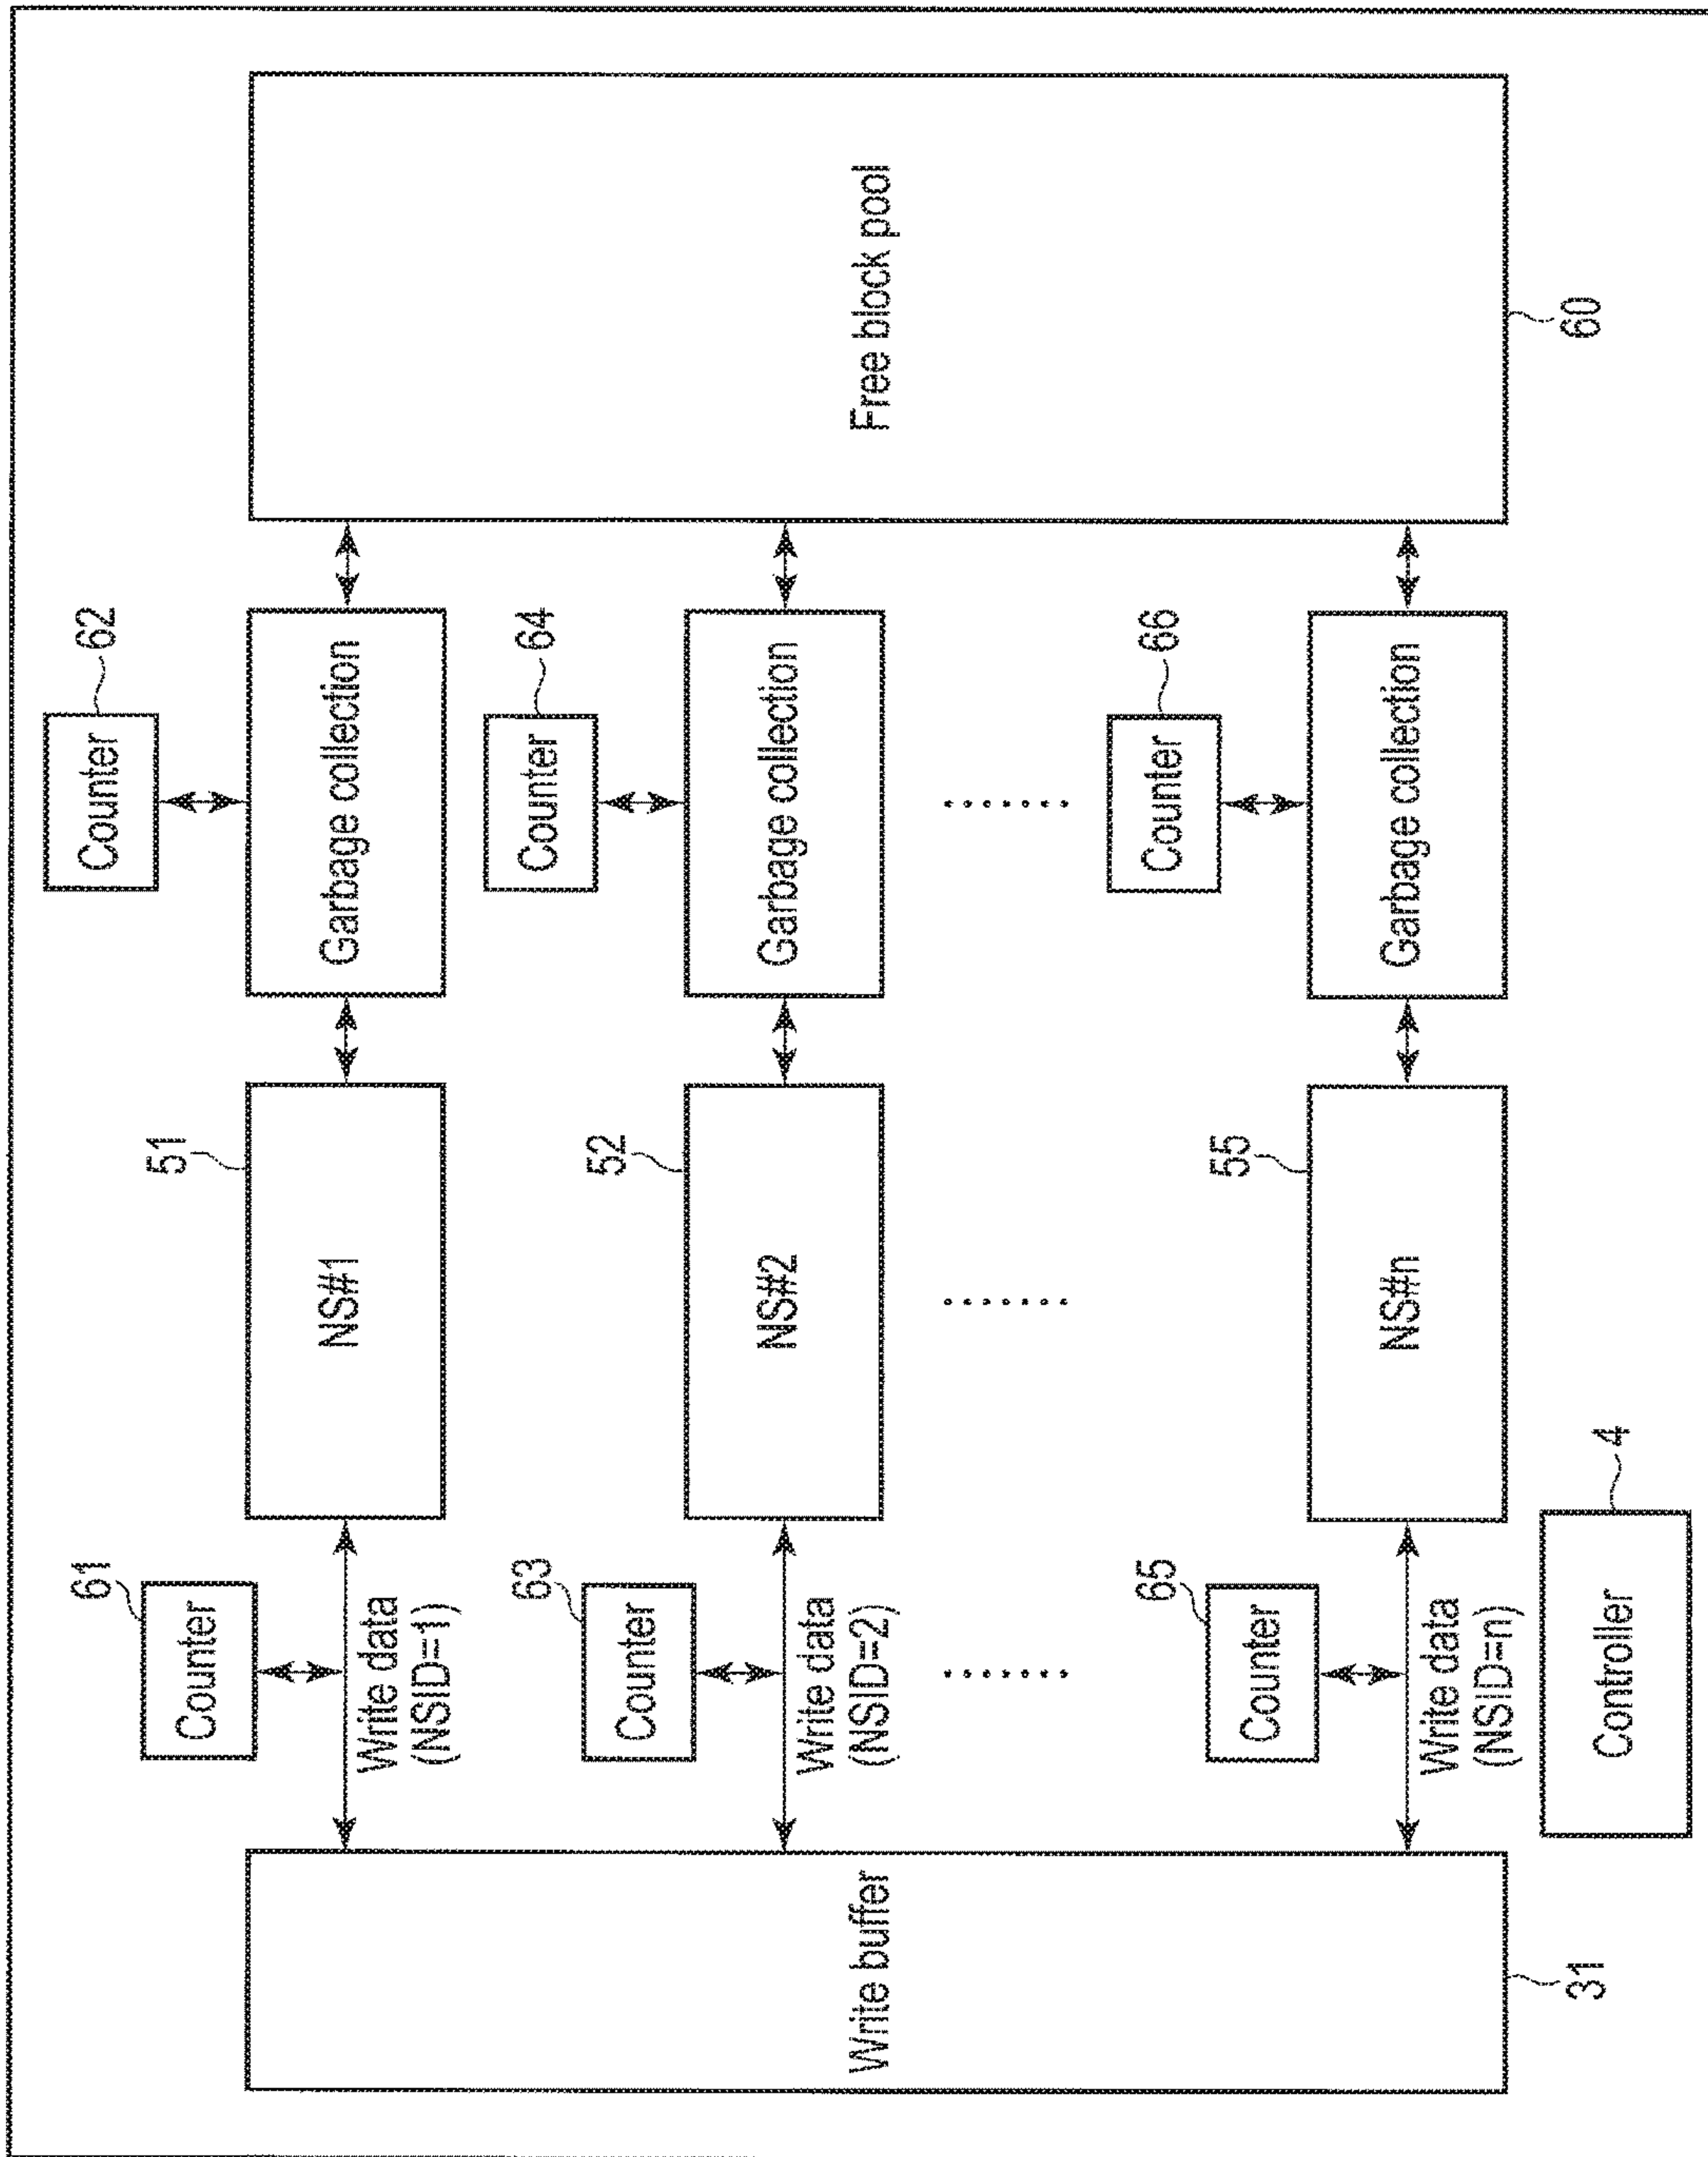 61
Counter
Write data
(NSID=1)
51
NS#1
Counter
62
Garbage collection
63
Counter
Write data
(NSID=2)
52
NS#2
Counter
64
Garbage collection
Write buffer
Free block pool
.......
.......
.......
65
Counter
Write data
(NSID=n)
55
NS#n
Counter
66
Garbage collection
31
60
Controller
4